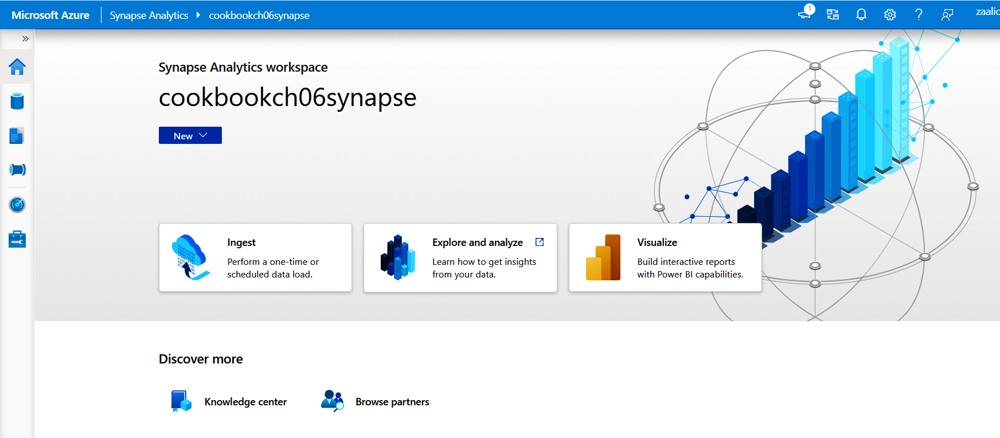 Microsoft Azure
Synapse Analytics
cookbookch06synapse
1
zaalic
Synapse Analytics workspace
cookbookch06synapse
New
Ingest
Perform a one-time or
scheduled data load.
Explore and analyze
Learn how to get insights
from your data.
Visualize
Build interactive reports
with Power BI capabilities.
Discover more
Knowledge center
Browse partners